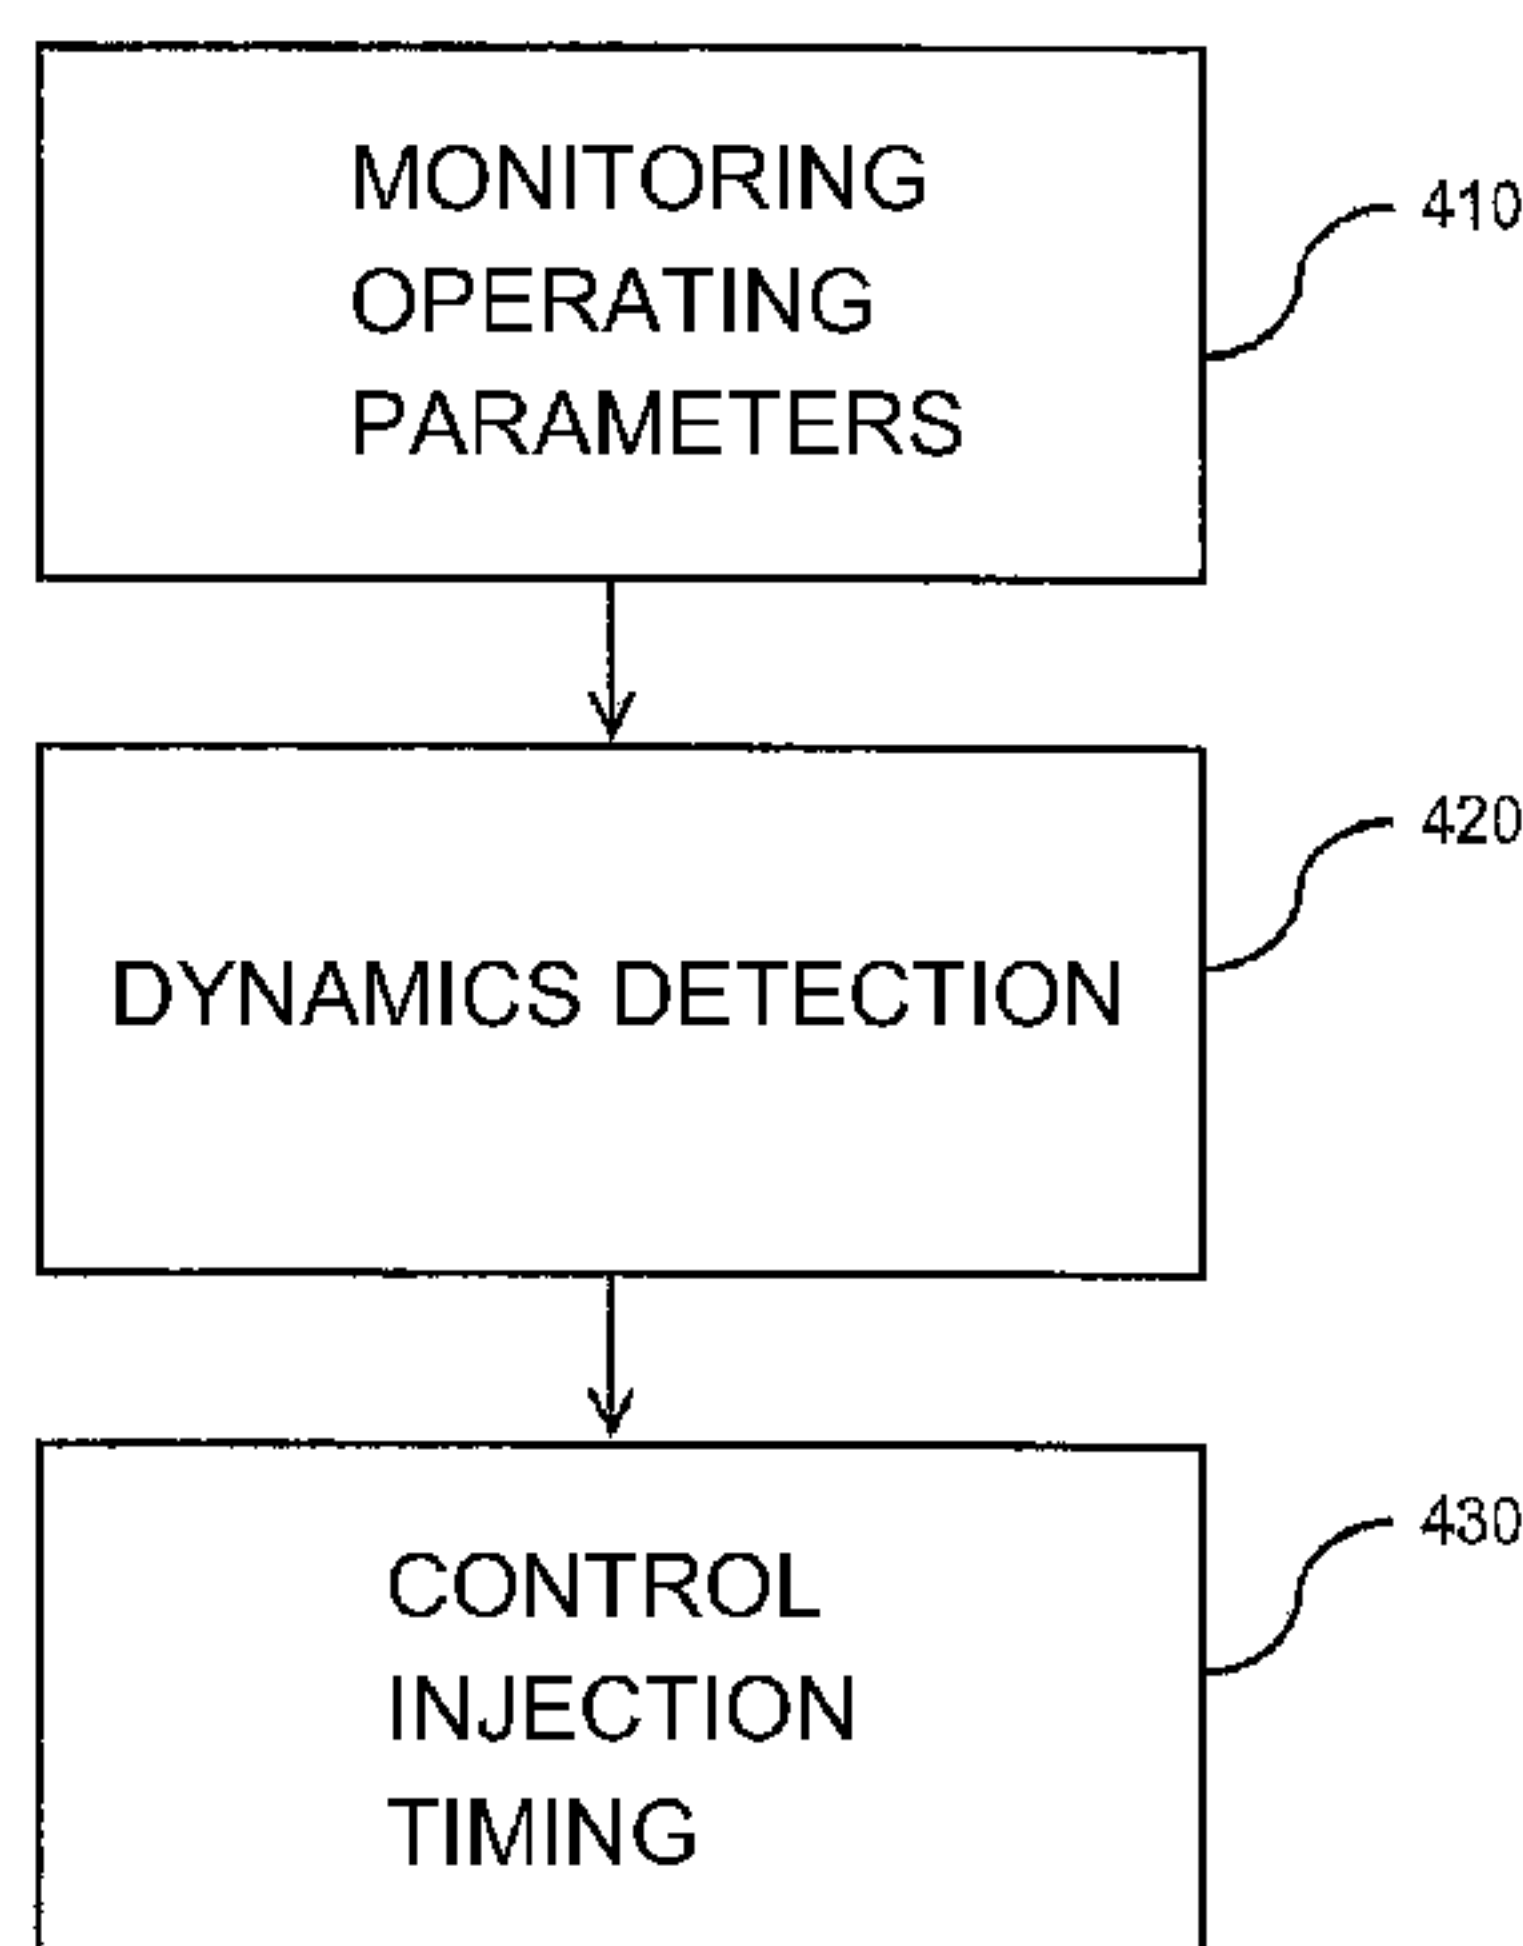 MONITORING
OPERATING
PARAMETERS
410
DYNAMICS DETECTION
420
CONTROL
INJECTION
TIMING
430